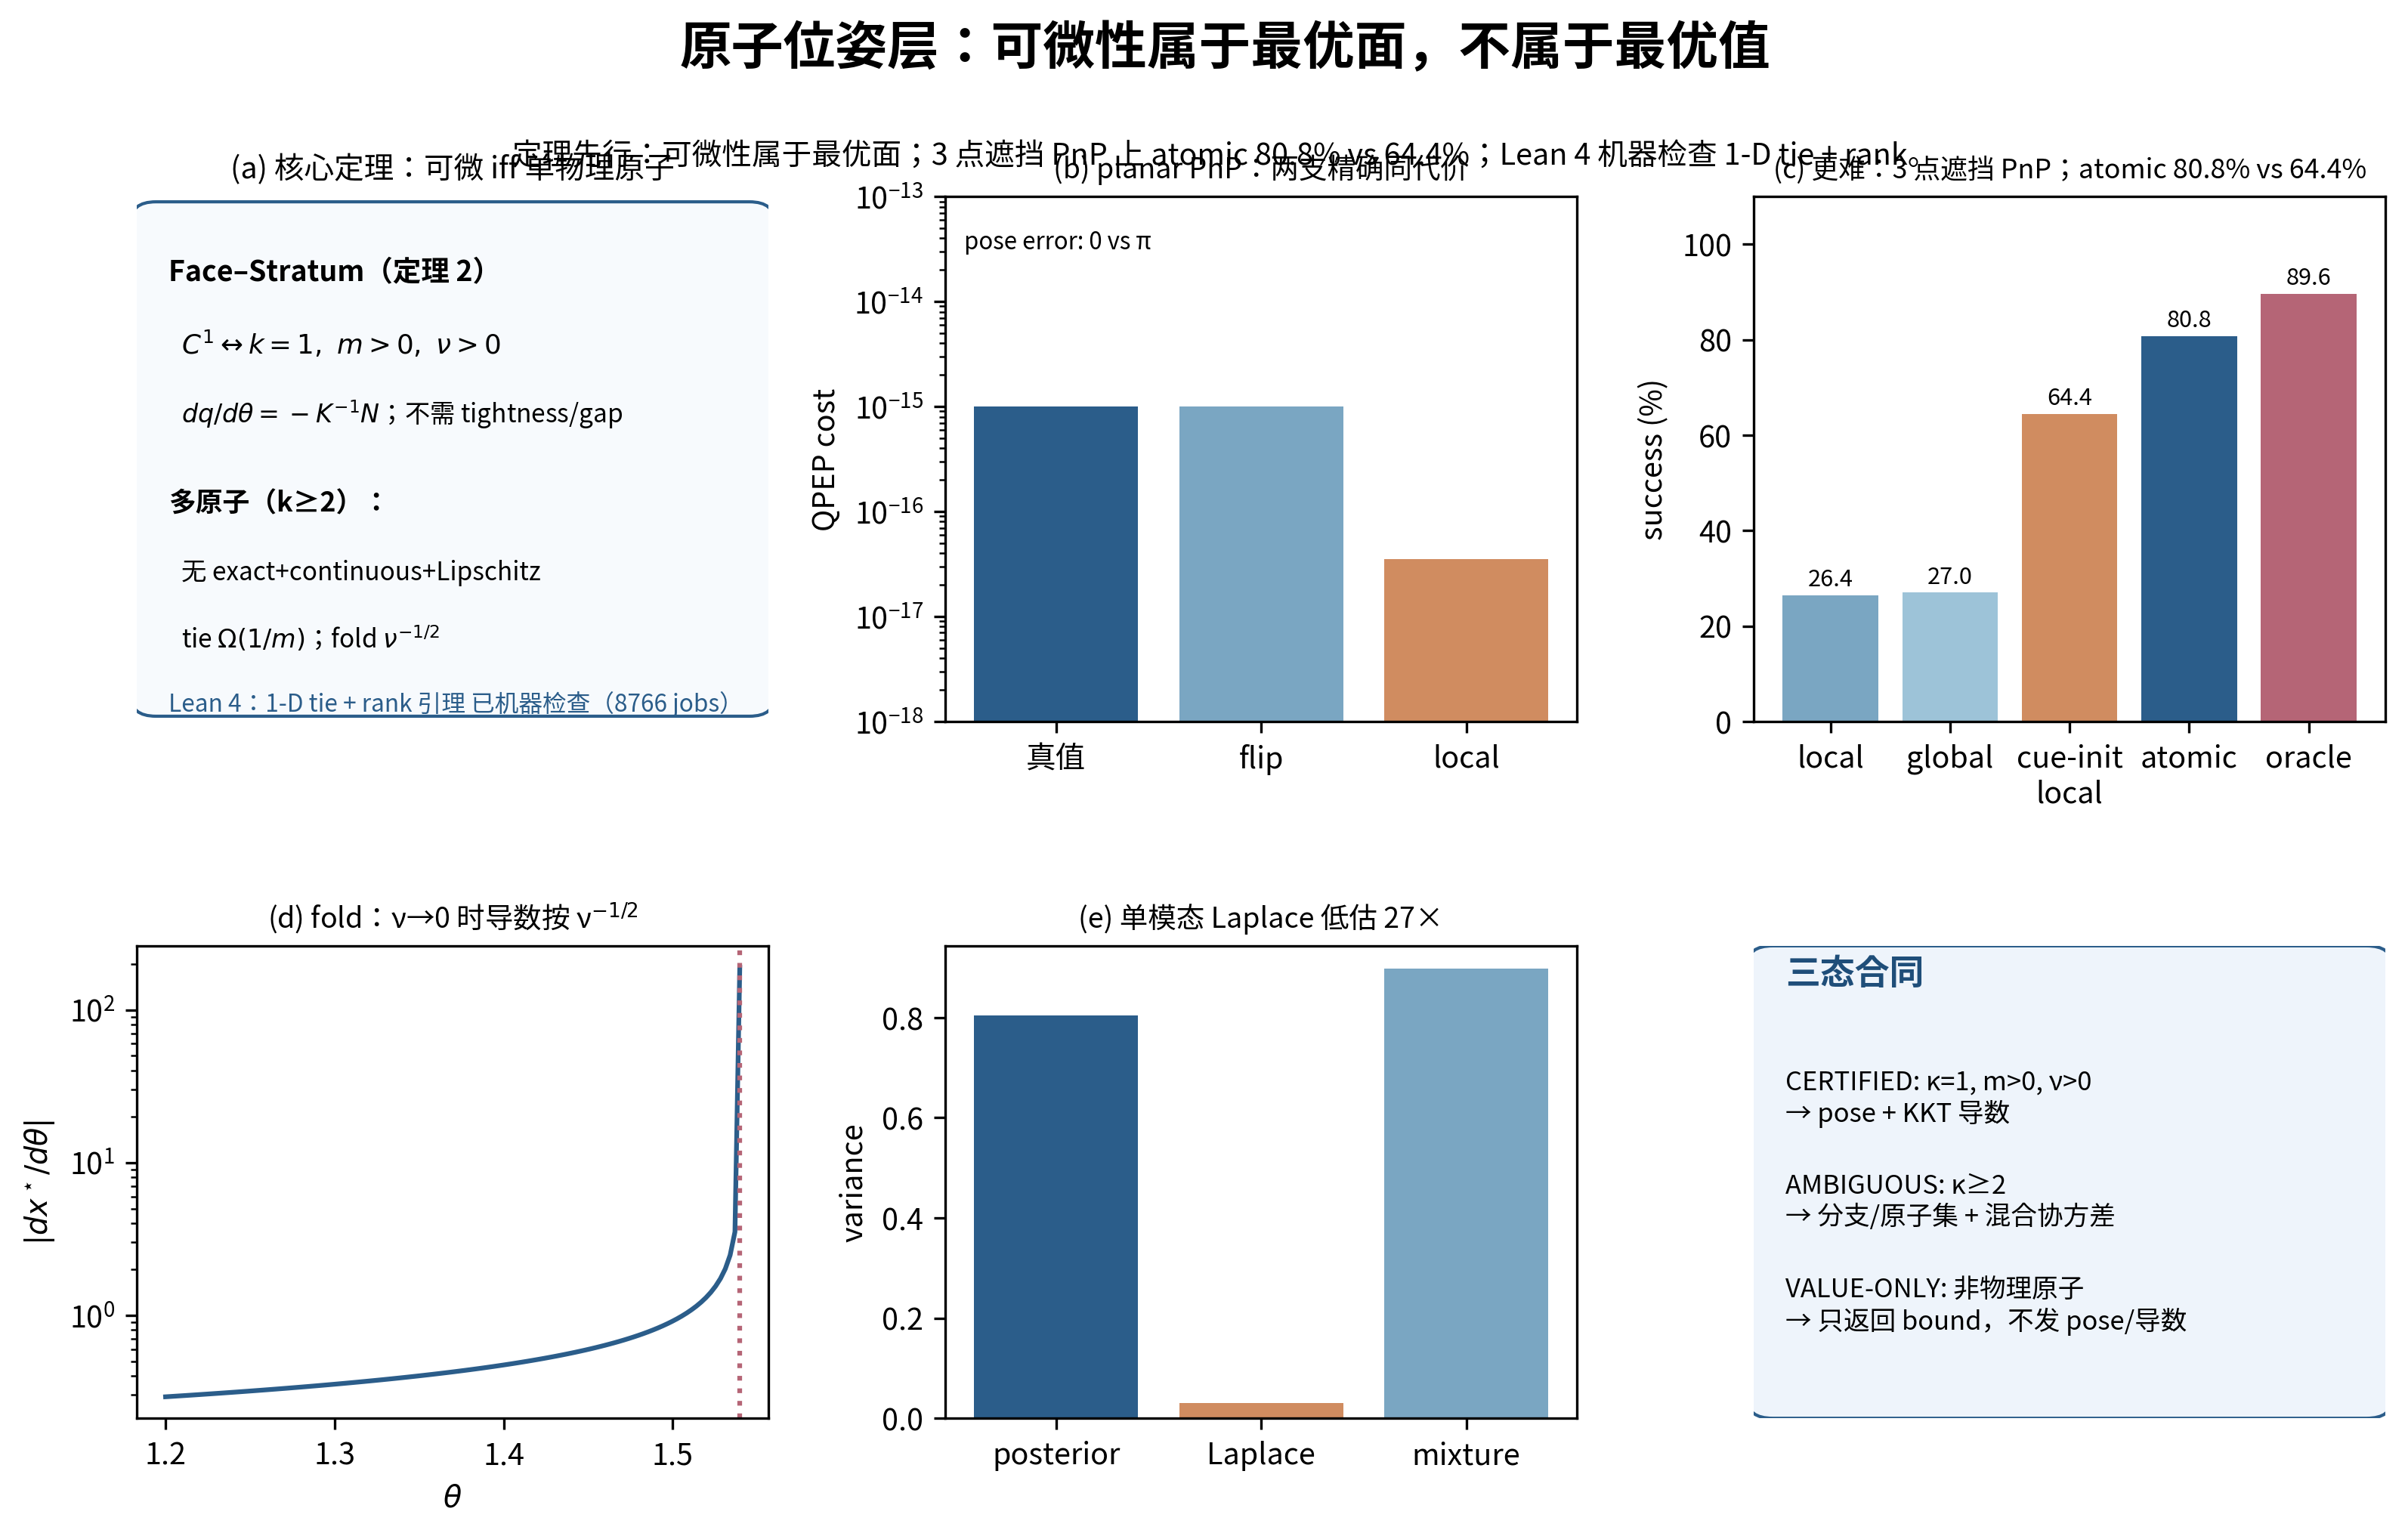 原子位姿层：可微性属于最优面，不属于最优值
定理先行：可微性属于最优面；3 点遮挡 PnP 上 atomic 80.8% vs 64.4%；Lean 4 机器检查 1-D tie + rank。
(a) 核心定理：可微 iff 单物理原子
Face–Stratum（定理 2）
C¹ ↔ k = 1, m > 0, ν > 0
dq/dθ = −K⁻¹N；不需 tightness/gap
多原子（k≥2）：
无 exact+continuous+Lipschitz
tie Ω(1/m)；fold ν^{−1/2}
Lean 4：1-D tie + rank 引理 已机器检查（8766 jobs）
(b) planar PnP：两支精确同代价
pose error: 0 vs π
QPEP cost
10⁻¹³
10⁻¹⁴
10⁻¹⁵
10⁻¹⁶
10⁻¹⁷
10⁻¹⁸
真值 flip local
(c) 更难：3 点遮挡 PnP；atomic 80.8% vs 64.4%
success (%)
100
80
60
40
20
0
26.4
27.0
64.4
80.8
89.6
local global cue-init atomic oracle
local
(d) fold：ν→0 时导数按 ν^{−1/2}
|dx⋆/dθ|
10²
10¹
10⁰
1.2 1.3 1.4 1.5
θ
(e) 单模态 Laplace 低估 27×
variance
0.8
0.6
0.4
0.2
0.0
posterior Laplace mixture
三态合同
CERTIFIED: κ=1, m>0, ν>0
→ pose + KKT 导数
AMBIGUOUS: κ≥2
→ 分支/原子集 + 混合协方差
VALUE-ONLY: 非物理原子
→ 只返回 bound，不发 pose/导数